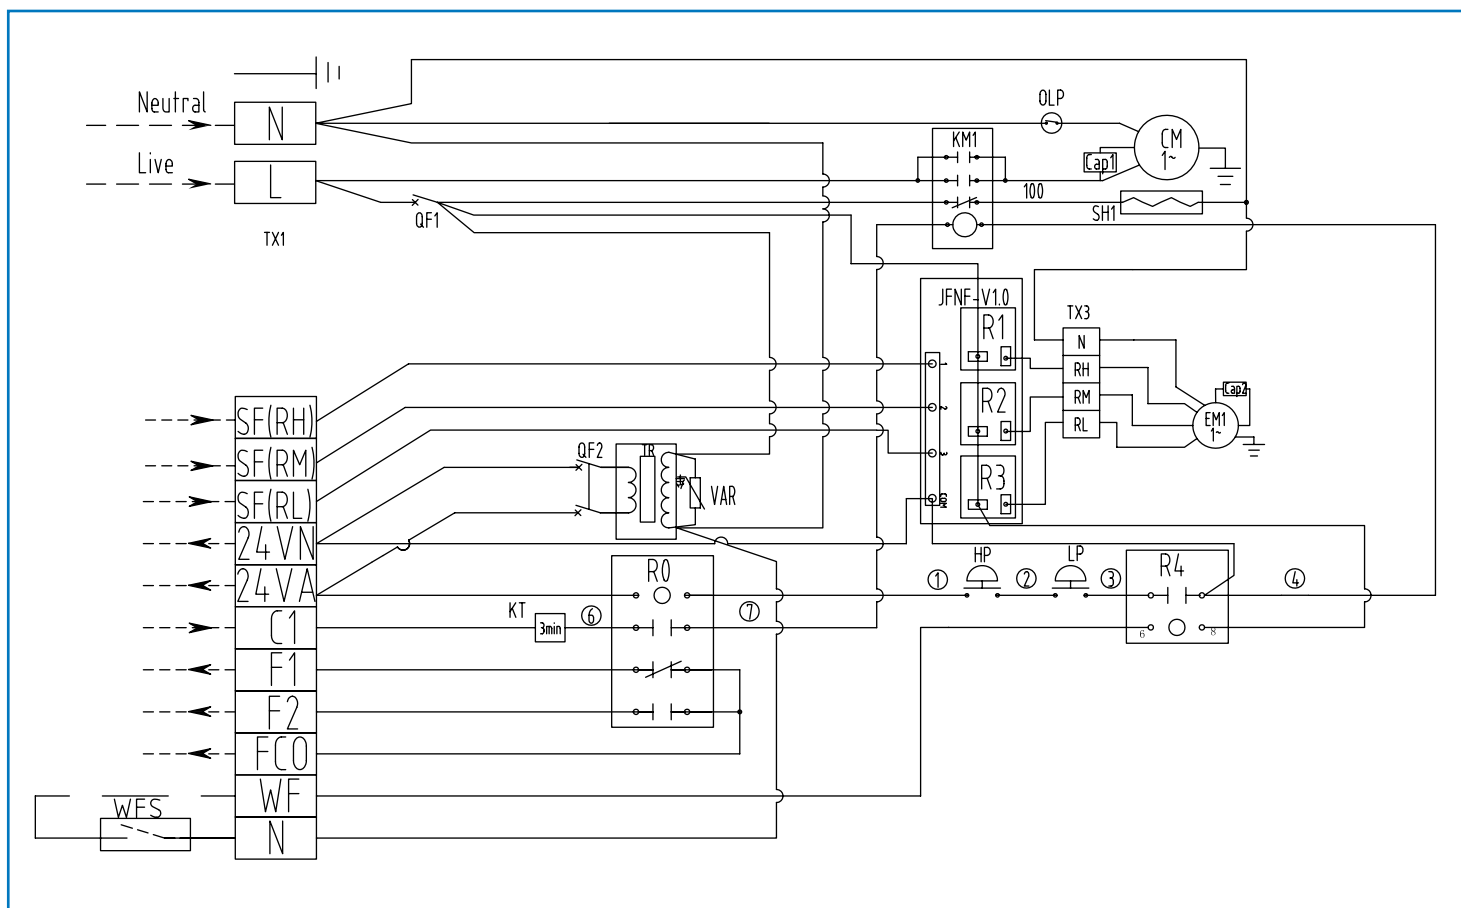 Neutral
N
Live
L
TX1
QF1
OLP
KM1
CM
1~
Cap1
100
SH1
JFNF-V1.0
R1
R2
R3
1
2
3
COM
TX3
N
RH
RM
RL
Cap2
EM1
1~
SF(RH)
SF(RM)
SF(RL)
24VN
24VA
C1
F1
F2
FCO
WF
N
WFS
QF2
TR
VAR
R0
KT
3min
⑥
⑦
①
HP
②
LP
③
R4
④
6
8